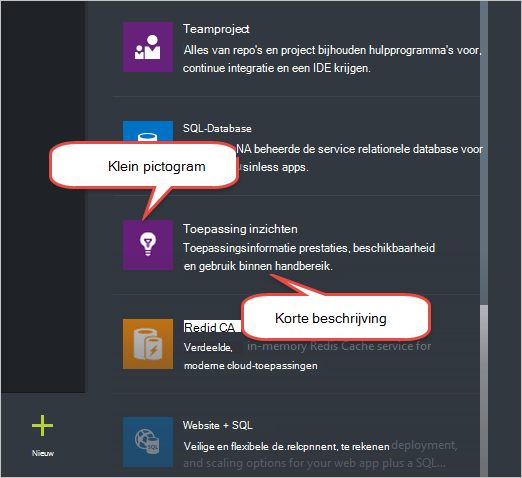 Teamproject
Alles van repo's en project bijhouden hulpprogramma's voor,
continue integratie en een IDE krijgen.
SQL-Database
NA beheerde de service relationele database voor
sinless apps.
Klein pictogram
Toepassing inzichten
Toepassingsinformatie prestaties, beschikbaarheid
en gebruik binnen handbereik.
Korte beschrijving
Redid CA
Verdeelde, in-memory Redis Cache service for
moderne cloud-toepassingen
Website + SQL
Veilige en flexibele de.relcpnnent, te rekenen deployment,
and scaling options for your web app plus a SQL...
Nieuw